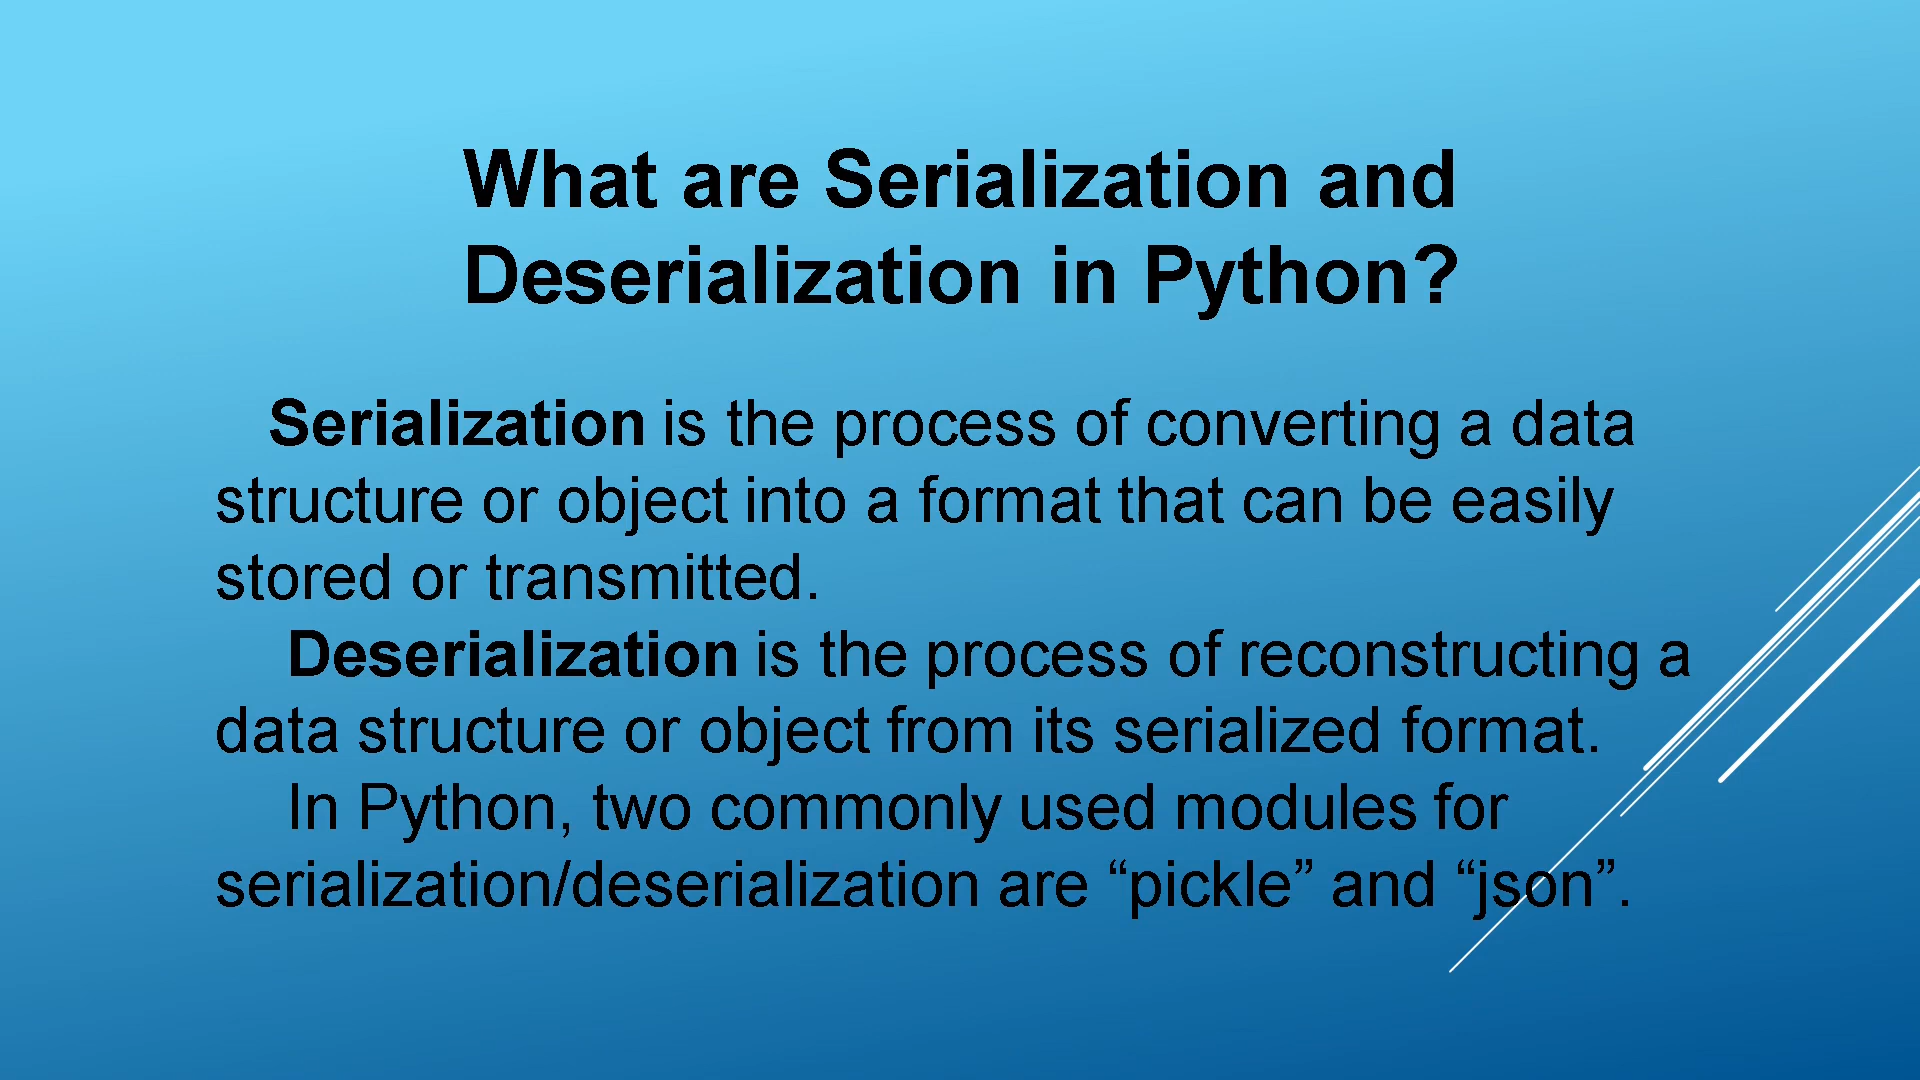 What are Serialization and
Deserialization in Python?
Serialization is the process of converting a data
structure or object into a format that can be easily
stored or transmitted.
Deserialization is the process of reconstructing a
data structure or object from its serialized format.
In Python, two commonly used modules for
serialization/deserialization are “pickle” and “json”.